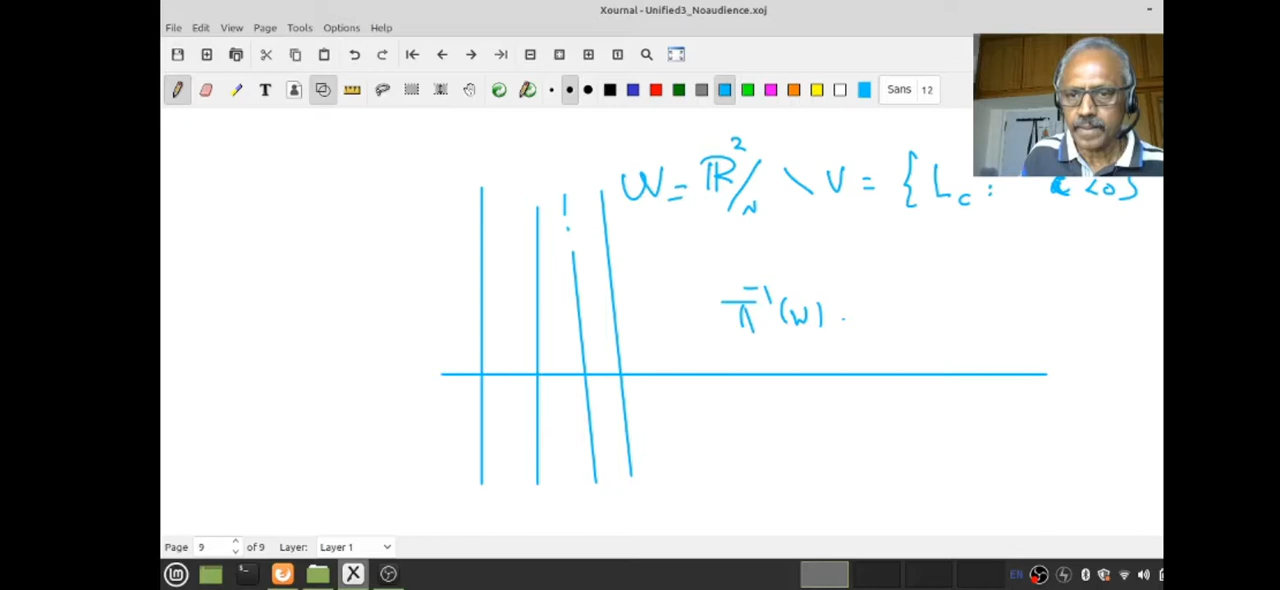 Xournal - Unified3_Noaudience.xoj
File Edit View Page Tools Options Help
Sans 12
W = ℝ²/~ \ V = { L_c : c < 0 }
π⁻¹(W) .
Page 9 of 9 Layer: Layer 1
EN